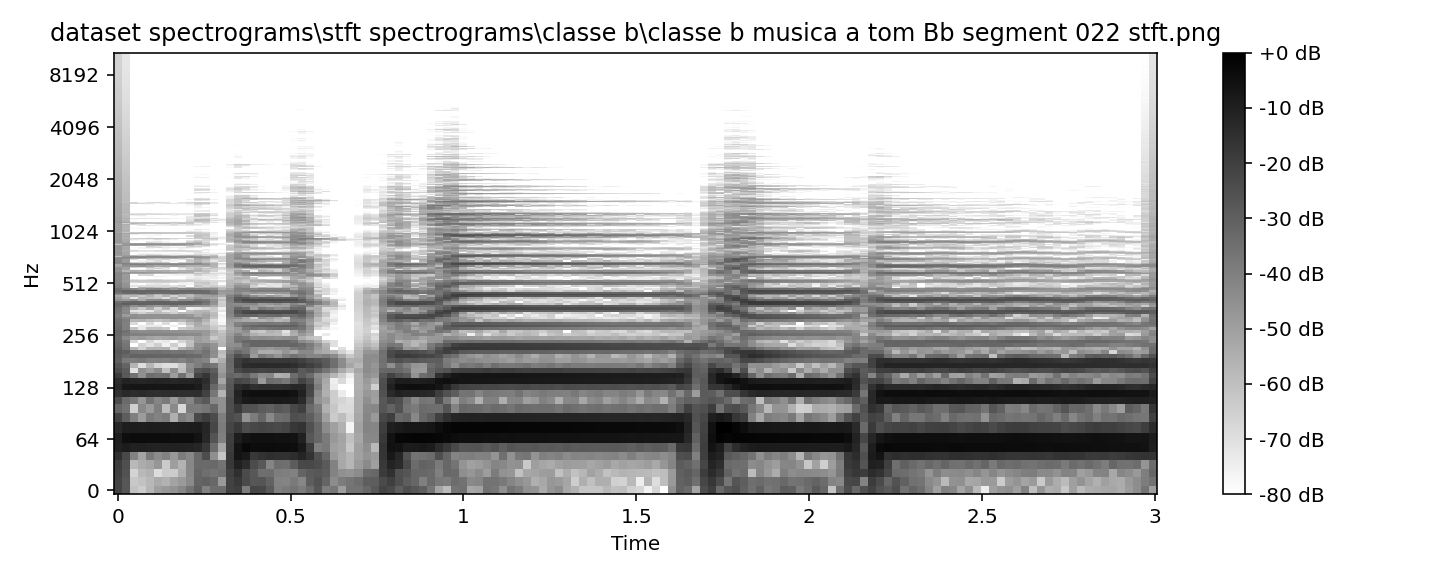 dataset spectrograms\stft spectrograms\classe b\classe b musica a tom Bb segment 022 stft.png
8192
4096
2048
1024
512
256
128
64
0
Hz
0 0.5 1 1.5 2 2.5 3
Time
+0 dB
-10 dB
-20 dB
-30 dB
-40 dB
-50 dB
-60 dB
-70 dB
-80 dB